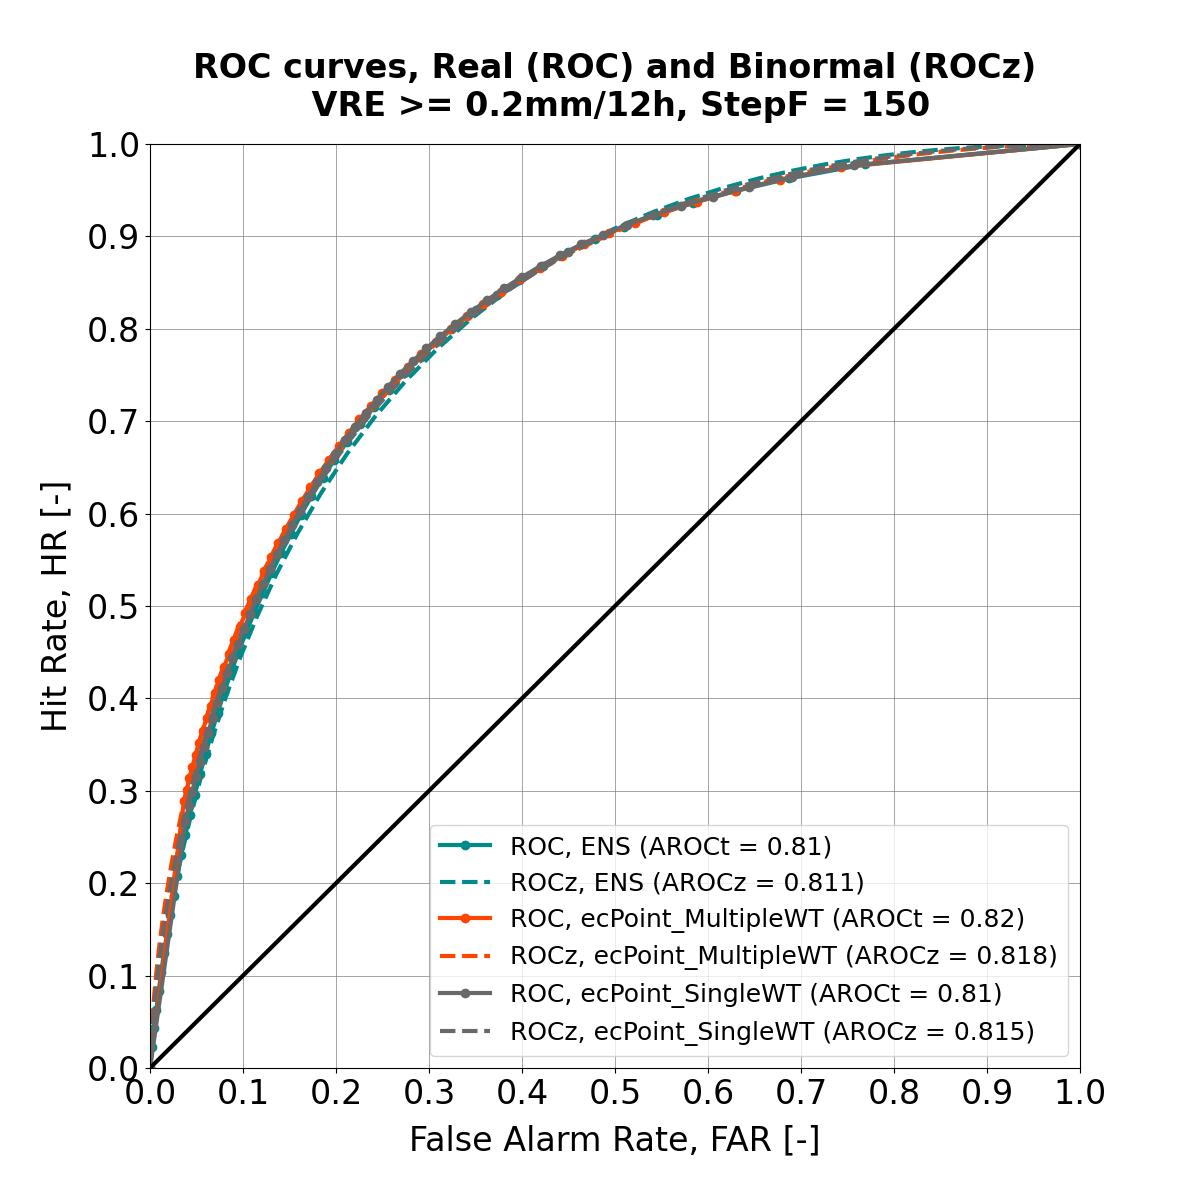 ROC curves, Real (ROC) and Binormal (ROCz)
VRE >= 0.2mm/12h, StepF = 150
Hit Rate, HR [-]
1.0
0.9
0.8
0.7
0.6
0.5
0.4
0.3
0.2
0.1
0.0
ROC, ENS (AROCt = 0.81)
ROCz, ENS (AROCz = 0.811)
ROC, ecPoint_MultipleWT (AROCt = 0.82)
ROCz, ecPoint_MultipleWT (AROCz = 0.818)
ROC, ecPoint_SingleWT (AROCt = 0.81)
ROCz, ecPoint_SingleWT (AROCz = 0.815)
0.0 0.1 0.2 0.3 0.4 0.5 0.6 0.7 0.8 0.9 1.0
False Alarm Rate, FAR [-]